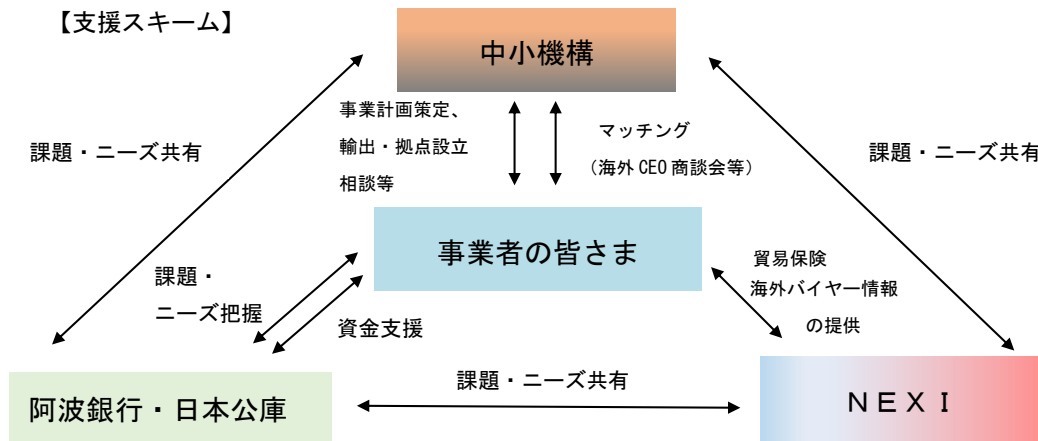 【支援スキーム】
中小機構
事業計画策定、
輸出・拠点設立
相談等
マッチング
（海外 CEO 商談会等）
課題・ニーズ共有
課題・ニーズ共有
事業者の皆さま
課題・
ニーズ把握
資金支援
貿易保険
海外バイヤー情報
の提供
課題・ニーズ共有
阿波銀行・日本公庫
ＮＥＸＩ